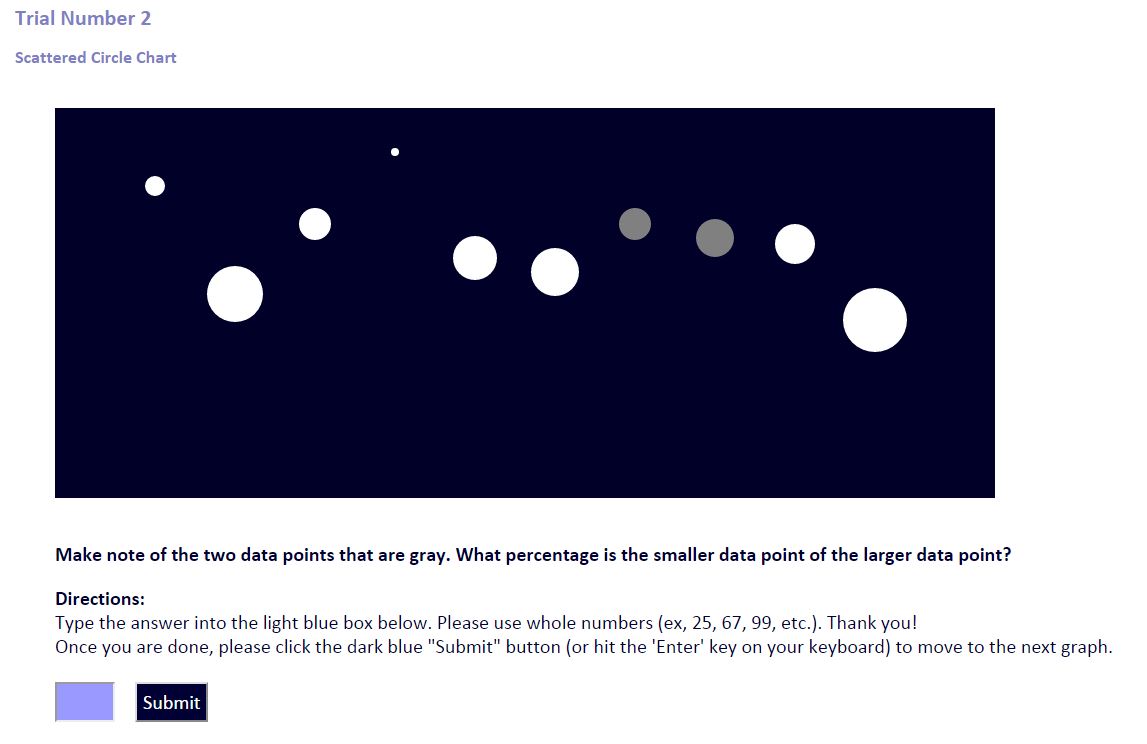 Trial Number 2
Scattered Circle Chart
Make note of the two data points that are gray. What percentage is the smaller data point of the larger data point?
Directions:
Type the answer into the light blue box below. Please use whole numbers (ex, 25, 67, 99, etc.). Thank you!
Once you are done, please click the dark blue "Submit" button (or hit the 'Enter' key on your keyboard) to move to the next graph.
Submit